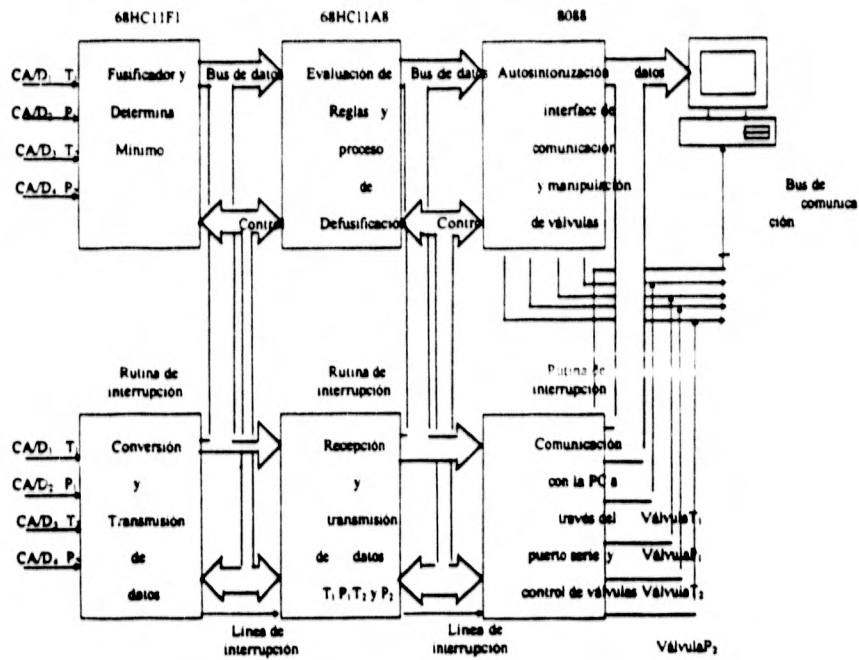 68HC11F1 68HC11A8 8088
CA/D₁ T₁ Fusificador y Bus de datos Evaluación de Bus de datos Autosintonización datos
CA/D₂ P₁ Determina Reglas y interface de
CA/D₃ T₂ Mínimo proceso comunicación
CA/D₄ P₂ de y manipulación
Control Defusificación Control de válvulas
Bus de
comunica
ción
Rutina de Rutina de Rutina de
interrupción interrupción interrupción
CA/D₁ T₁ Conversión Recepción Comunicación
CA/D₂ P₁ y y con la PC a
CA/D₃ T₂ Transmisión transmisión través del VálvulaT₁
CA/D₄ P₂ de de datos puerto serie y VálvulaP₁
datos T₁ P₁ T₂ y P₂ control de válvulas VálvulaT₂
Línea de Línea de
interrupción interrupción VálvulaP₂